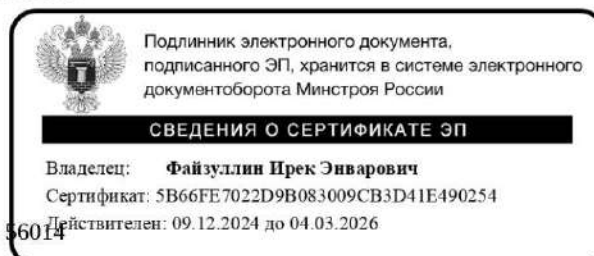 Подлинник электронного документа,
подписанного ЭП, хранится в системе электронного
документоборота Минстроя России
СВЕДЕНИЯ О СЕРТИФИКАТЕ ЭП
Владелец: Файзуллин Ирек Энварович
Сертификат: 5B66FE7022D9B083009CB3D41E490254
Действителен: 09.12.2024 до 04.03.2026
56014